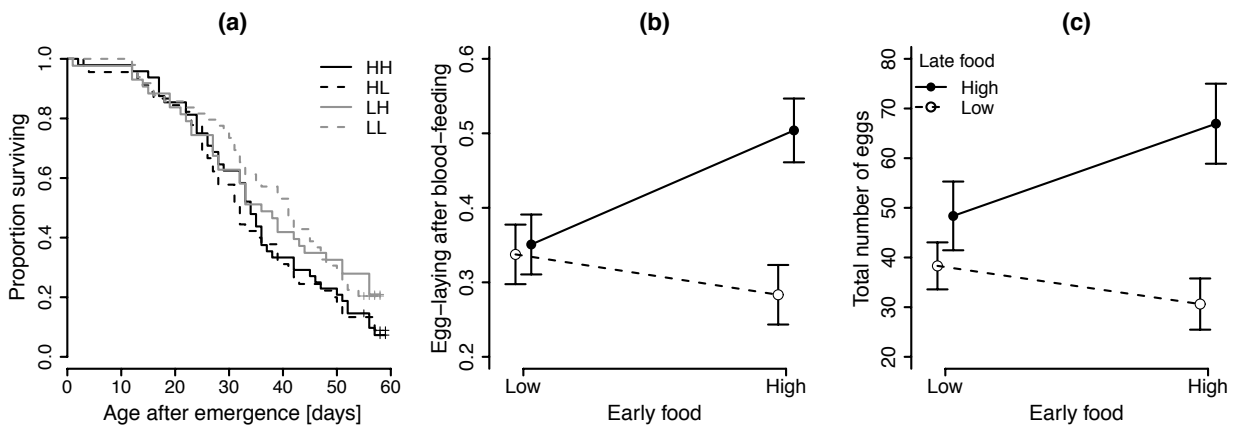 (a)
Proportion surviving
1.0
0.8
0.6
0.4
0.2
0.0
HH
HL
LH
LL
0 10 20 30 40 50 60
Age after emergence [days]
(b)
Egg−laying after blood−feeding
0.6
0.5
0.4
0.3
0.2
Low High
Early food
(c)
Total number of eggs
80
70
60
50
40
30
20
Late food
High
Low
Low High
Early food